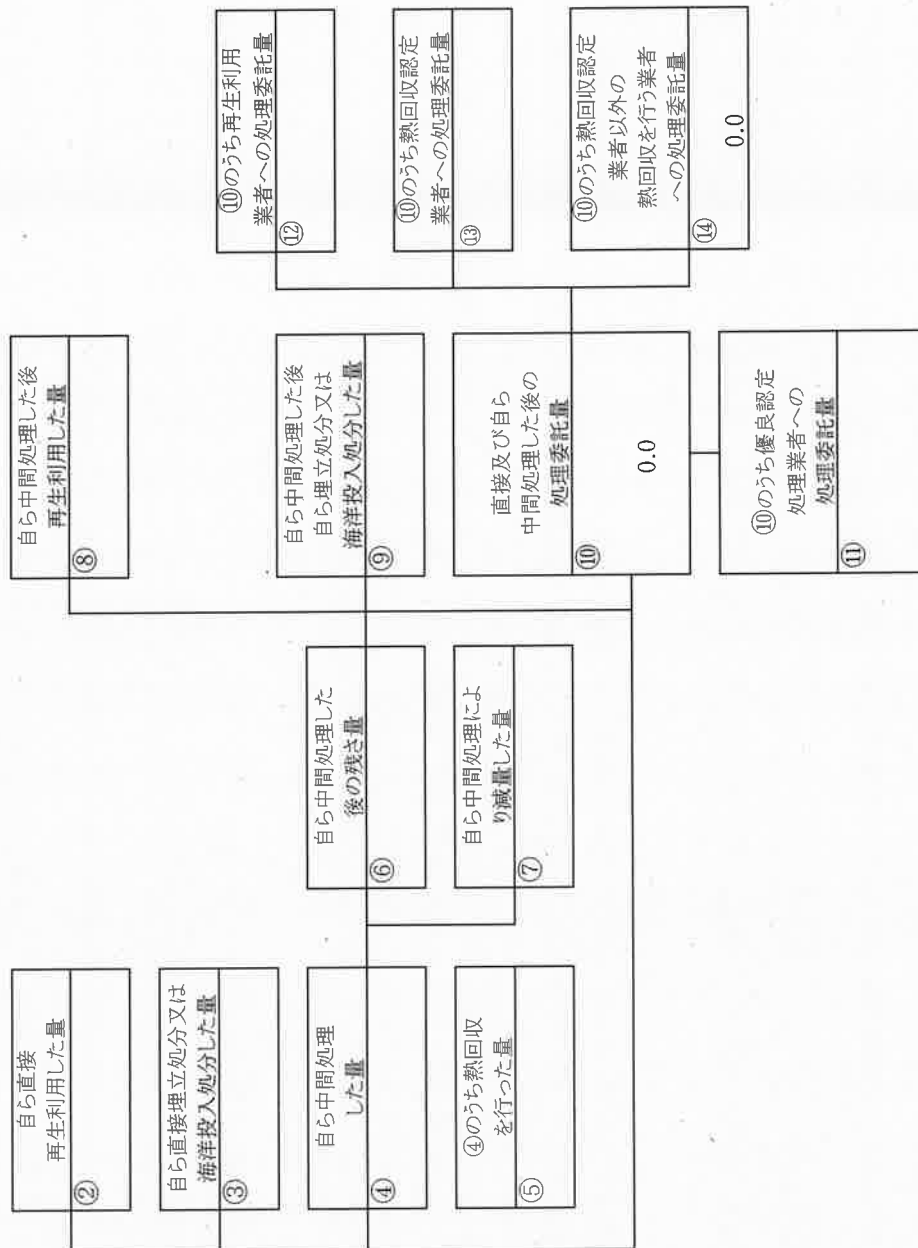 自ら直接
再生利用した量
②
自ら直接埋立処分又は
海洋投入処分した量
③
自ら中間処理
した量
④
④のうち熱回収
を行った量
⑤
自ら中間処理した
後の残さ量
⑥
自ら中間処理によ
り減量した量
⑦
自ら中間処理した後
再生利用した量
⑧
自ら中間処理した後
自ら埋立処分又は
海洋投入処分した量
⑨
直接及び自ら
中間処理した後の
処理委託量
⑩
0.0
⑩のうち優良認定
処理業者への
処理委託量
⑪
⑩のうち再生利用
業者への処理委託量
⑫
⑩のうち熱回収認定
業者への処理委託量
⑬
⑩のうち熱回収認定
業者以外の
熱回収を行う業者
への処理委託量
⑭
0.0